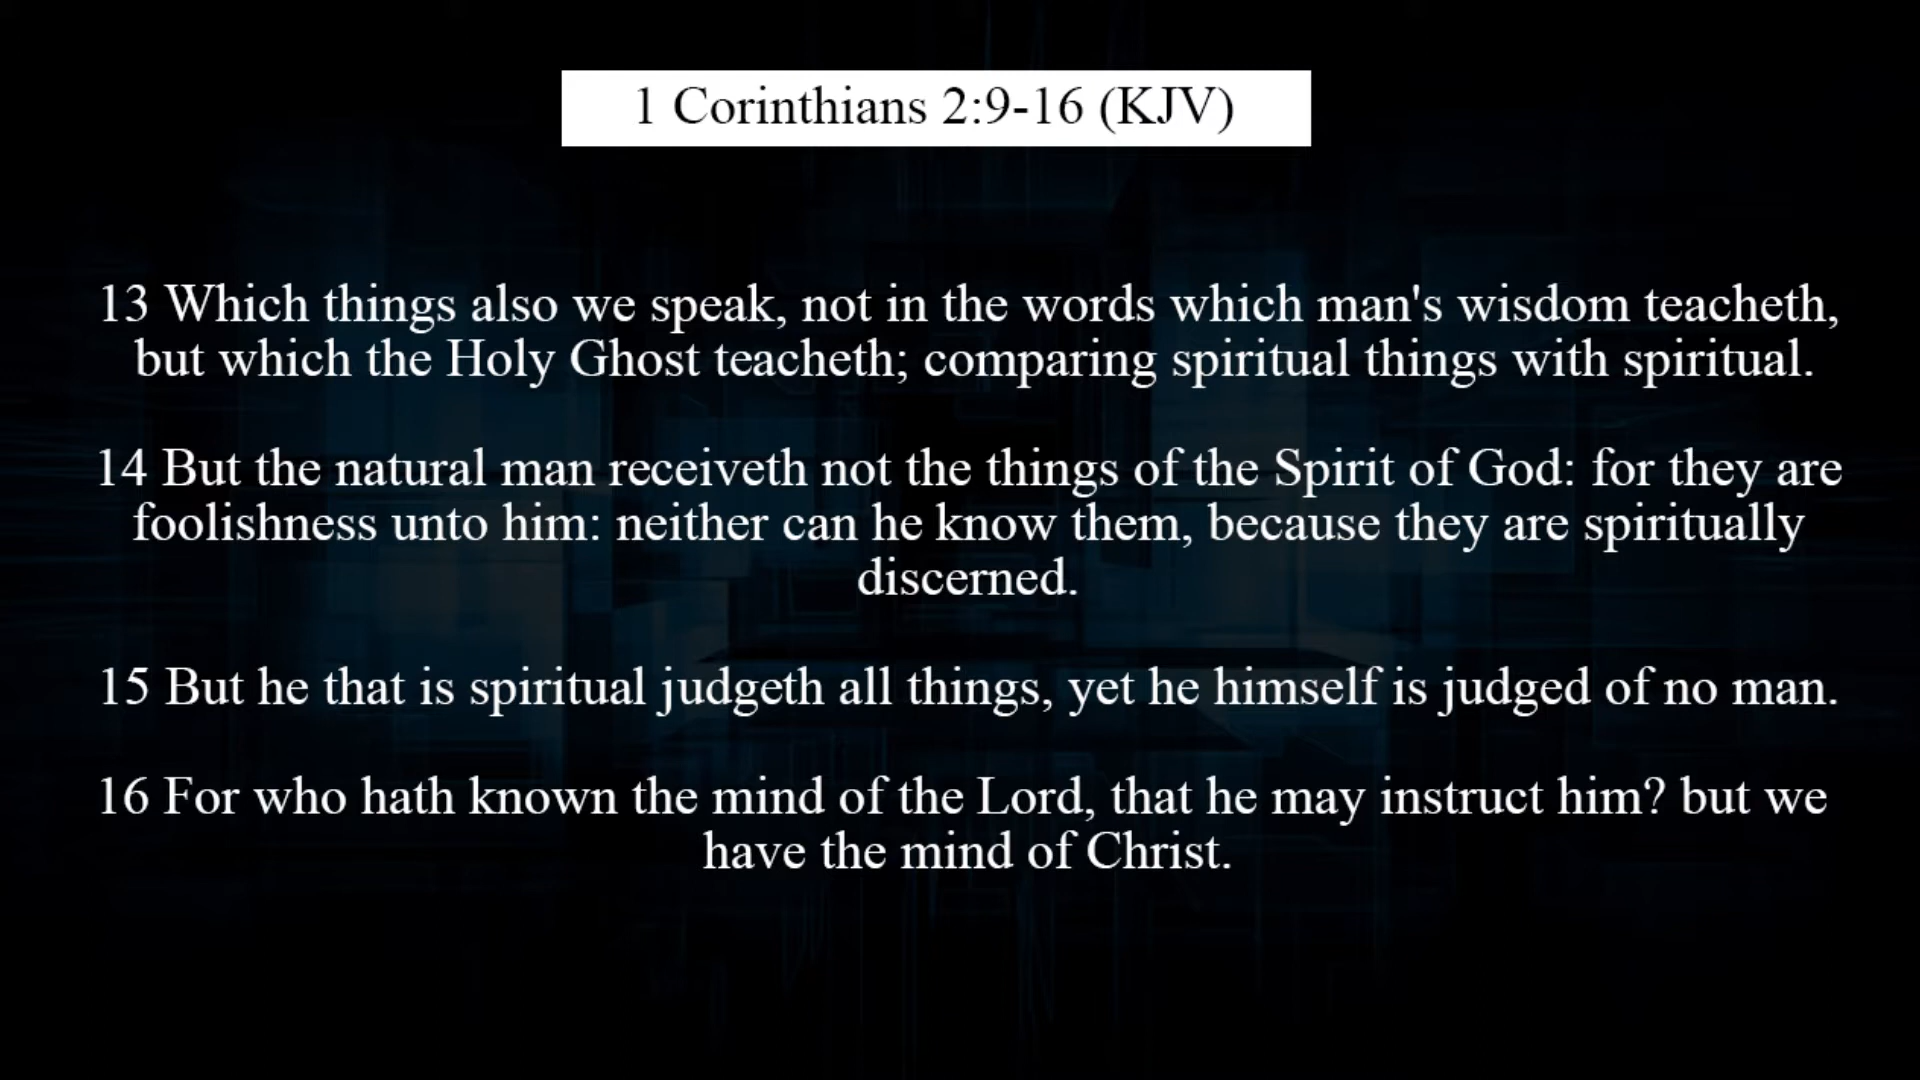 1 Corinthians 2:9-16 (KJV)
13 Which things also we speak, not in the words which man's wisdom teacheth,
but which the Holy Ghost teacheth; comparing spiritual things with spiritual.
14 But the natural man receiveth not the things of the Spirit of God: for they are
foolishness unto him: neither can he know them, because they are spiritually
discerned.
15 But he that is spiritual judgeth all things, yet he himself is judged of no man.
16 For who hath known the mind of the Lord, that he may instruct him? but we
have the mind of Christ.